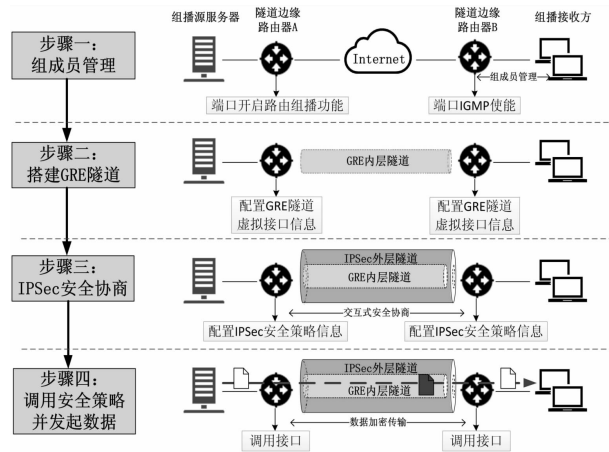 组播源服务器
隧道边缘
路由器A
隧道边缘
路由器B
组播接收方
步骤一：
组成员管理
Internet
组成员管理
端口开启路由组播功能
端口IGMP使能
步骤二：
搭建GRE隧道
GRE内层隧道
配置GRE隧道
虚拟接口信息
配置GRE隧道
虚拟接口信息
步骤三：
IPSec安全协商
IPSec外层隧道
GRE内层隧道
交互式安全协商
配置IPSec安全策略信息
配置IPSec安全策略信息
步骤四：
调用安全策略
并发起数据
IPSec外层隧道
GRE内层隧道
数据加密传输
调用接口
调用接口